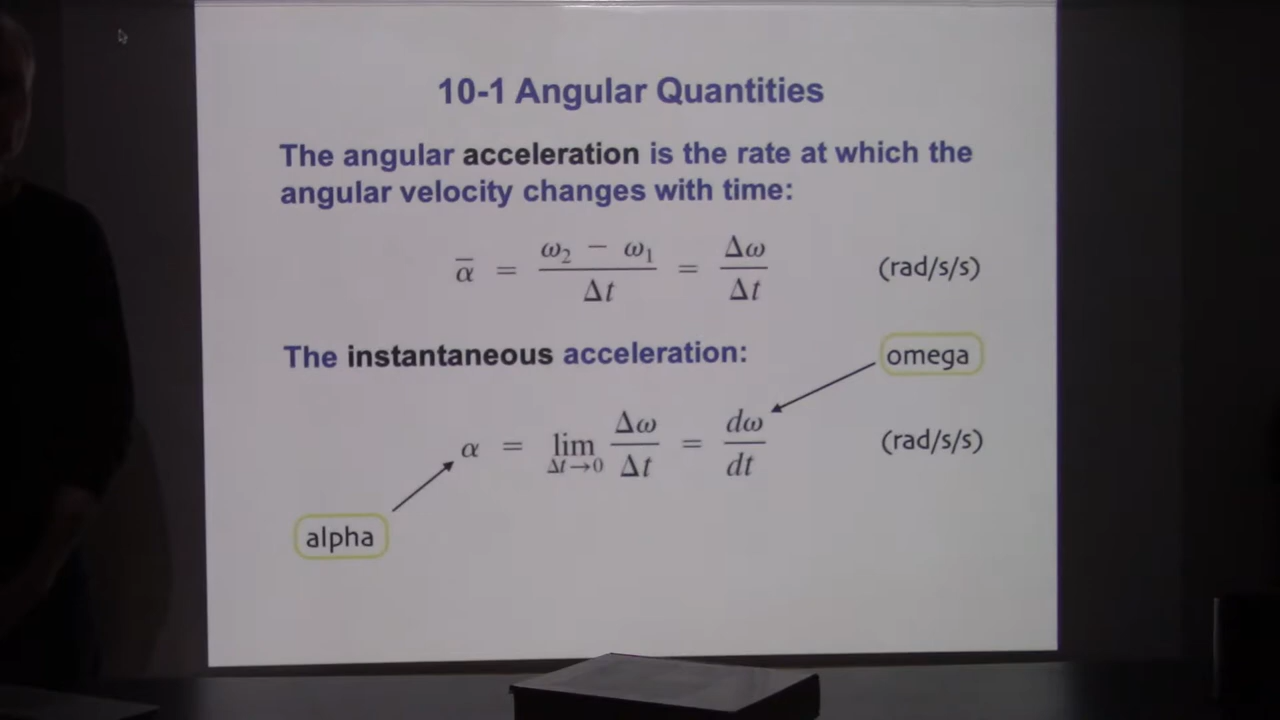 10-1 Angular Quantities
The angular acceleration is the rate at which the
angular velocity changes with time:
ᾱ = (ω₂ − ω₁)/Δt = Δω/Δt (rad/s/s)
The instantaneous acceleration:
omega
α = lim Δt→0 Δω/Δt = dω/dt (rad/s/s)
alpha